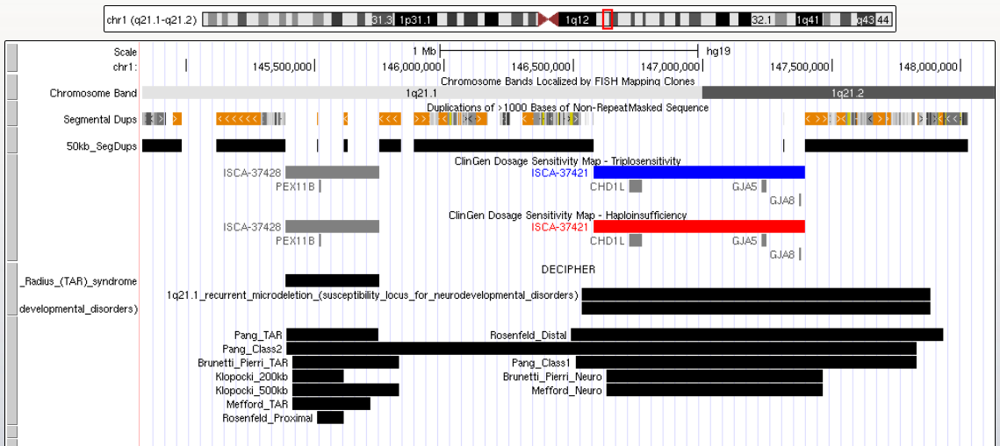 chr1 (q21.1-q21.2) 31.3 1p31.1 1q12 32.1 1q41 q43 44
Scale 1 Mb hg19
chr1: 145,500,000 146,000,000 146,500,000 147,000,000 147,500,000 148,000,000
Chromosome Bands Localized by FISH Mapping Clones
Chromosome Band 1q21.1 1q21.2
Duplications of >1000 Bases of Non-RepeatMasked Sequence
Segmental Dups
50kb_SegDups
ClinGen Dosage Sensitivity Map - Triplosensitivity
ISCA-37428 ISCA-37421
PEX11B CHD1L GJA5
GJA8
ClinGen Dosage Sensitivity Map - Haploinsufficiency
ISCA-37428 ISCA-37421
PEX11B CHD1L GJA5
GJA8
DECIPHER
_Radius_(TAR)_syndrome
1q21.1_recurrent_microdeletion_(susceptibility_locus_for_neurodevelopmental_disorders)
developmental_disorders)
Pang_TAR Rosenfeld_Distal
Pang_Class2
Brunetti_Pierri_TAR Pang_Class1
Klopocki_200kb Brunetti_Pierri_Neuro
Klopocki_500kb Mefford_Neuro
Mefford_TAR
Rosenfeld_Proximal